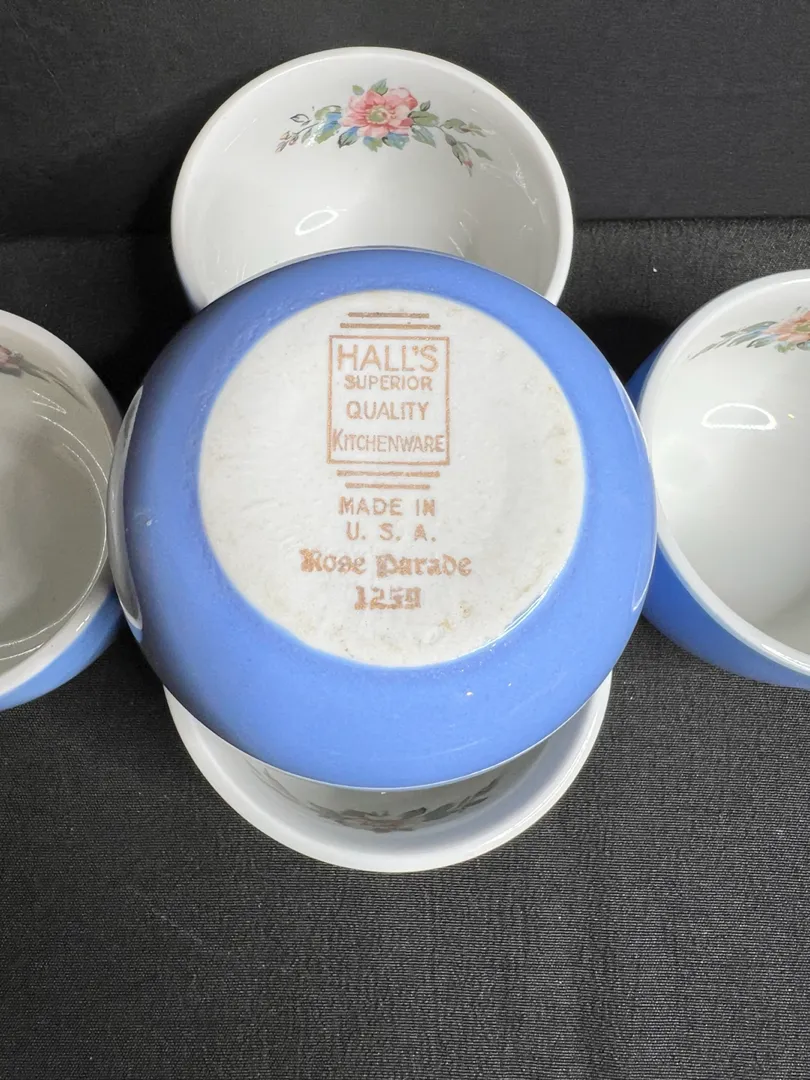 HALL'S
SUPERIOR
QUALITY
KITCHENWARE
MADE IN
U. S. A.
Rose Parade
1259